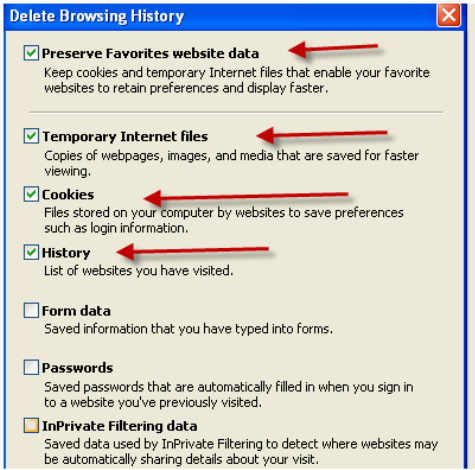 Delete Browsing History
Preserve Favorites website data
Keep cookies and temporary Internet files that enable your favorite
websites to retain preferences and display faster.
Temporary Internet files
Copies of webpages, images, and media that are saved for faster
viewing.
Cookies
Files stored on your computer by websites to save preferences
such as login information.
History
List of websites you have visited.
Form data
Saved information that you have typed into forms.
Passwords
Saved passwords that are automatically filled in when you sign in
to a website you've previously visited.
InPrivate Filtering data
Saved data used by InPrivate Filtering to detect where websites may
be automatically sharing details about your visit.